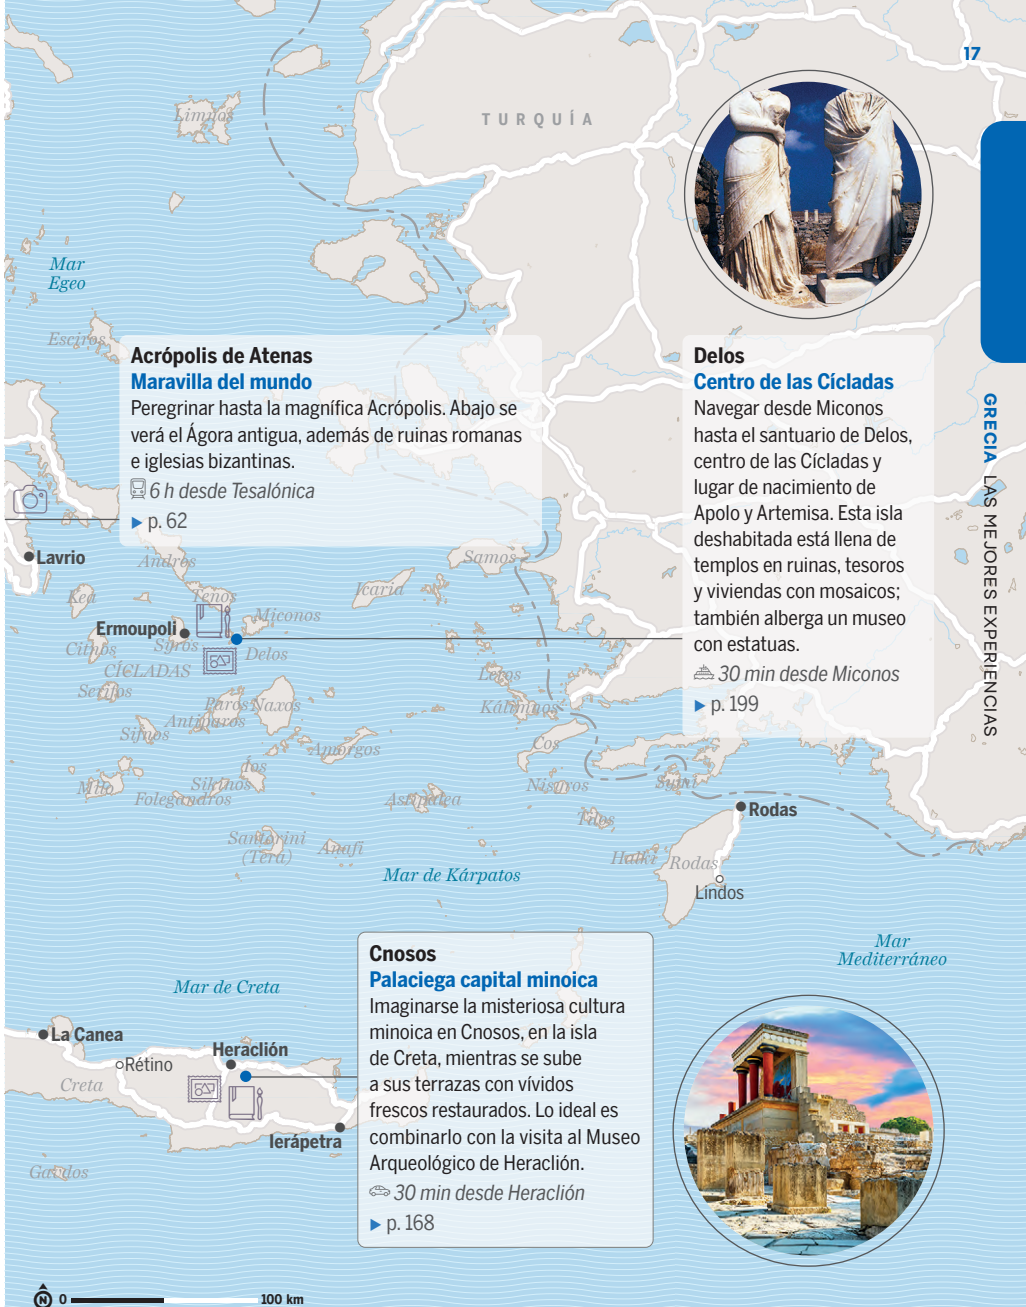 17
TURQUÍA
Limnos
Mar
Egeo
Esciros
Acrópolis de Atenas
Maravilla del mundo
Peregrinar hasta la magnífica Acrópolis. Abajo se
verá el Ágora antigua, además de ruinas romanas
e iglesias bizantinas.
6 h desde Tesalónica
▶ p. 62
Delos
Centro de las Cícladas
Navegar desde Miconos
hasta el santuario de Delos,
centro de las Cícladas y
lugar de nacimiento de
Apolo y Artemisa. Esta isla
deshabitada está llena de
templos en ruinas, tesoros
y viviendas con mosaicos;
también alberga un museo
con estatuas.
30 min desde Miconos
▶ p. 199
GRECIA LAS MEJORES EXPERIENCIAS
Lavrio
Andros
Samos
Kea
Tenos
Icaria
Miconos
Ermoupoli
Citnos
Siros
Delos
CÍCLADAS
Serifos
Leros
Paros
Naxos
Kálimnos
Antiparos
Sifnos
Cos
Amorgos
Ios
Milo
Sikinos
Folegandros
Astipalea
Nisyros
Symi
Tilos
Rodas
Santorini
(Tera)
Anafi
Halki
Rodas
Lindos
Mar de Kárpatos
Mar
Mediterráneo
Mar de Creta
Cnosos
Palaciega capital minoica
Imaginarse la misteriosa cultura
minoica en Cnosos, en la isla
de Creta, mientras se sube
a sus terrazas con vívidos
frescos restaurados. Lo ideal es
combinarlo con la visita al Museo
Arqueológico de Heraclión.
30 min desde Heraclión
▶ p. 168
La Canea
Rétino
Heraclión
Creta
Ierápetra
Gavdos
N
0
100 km